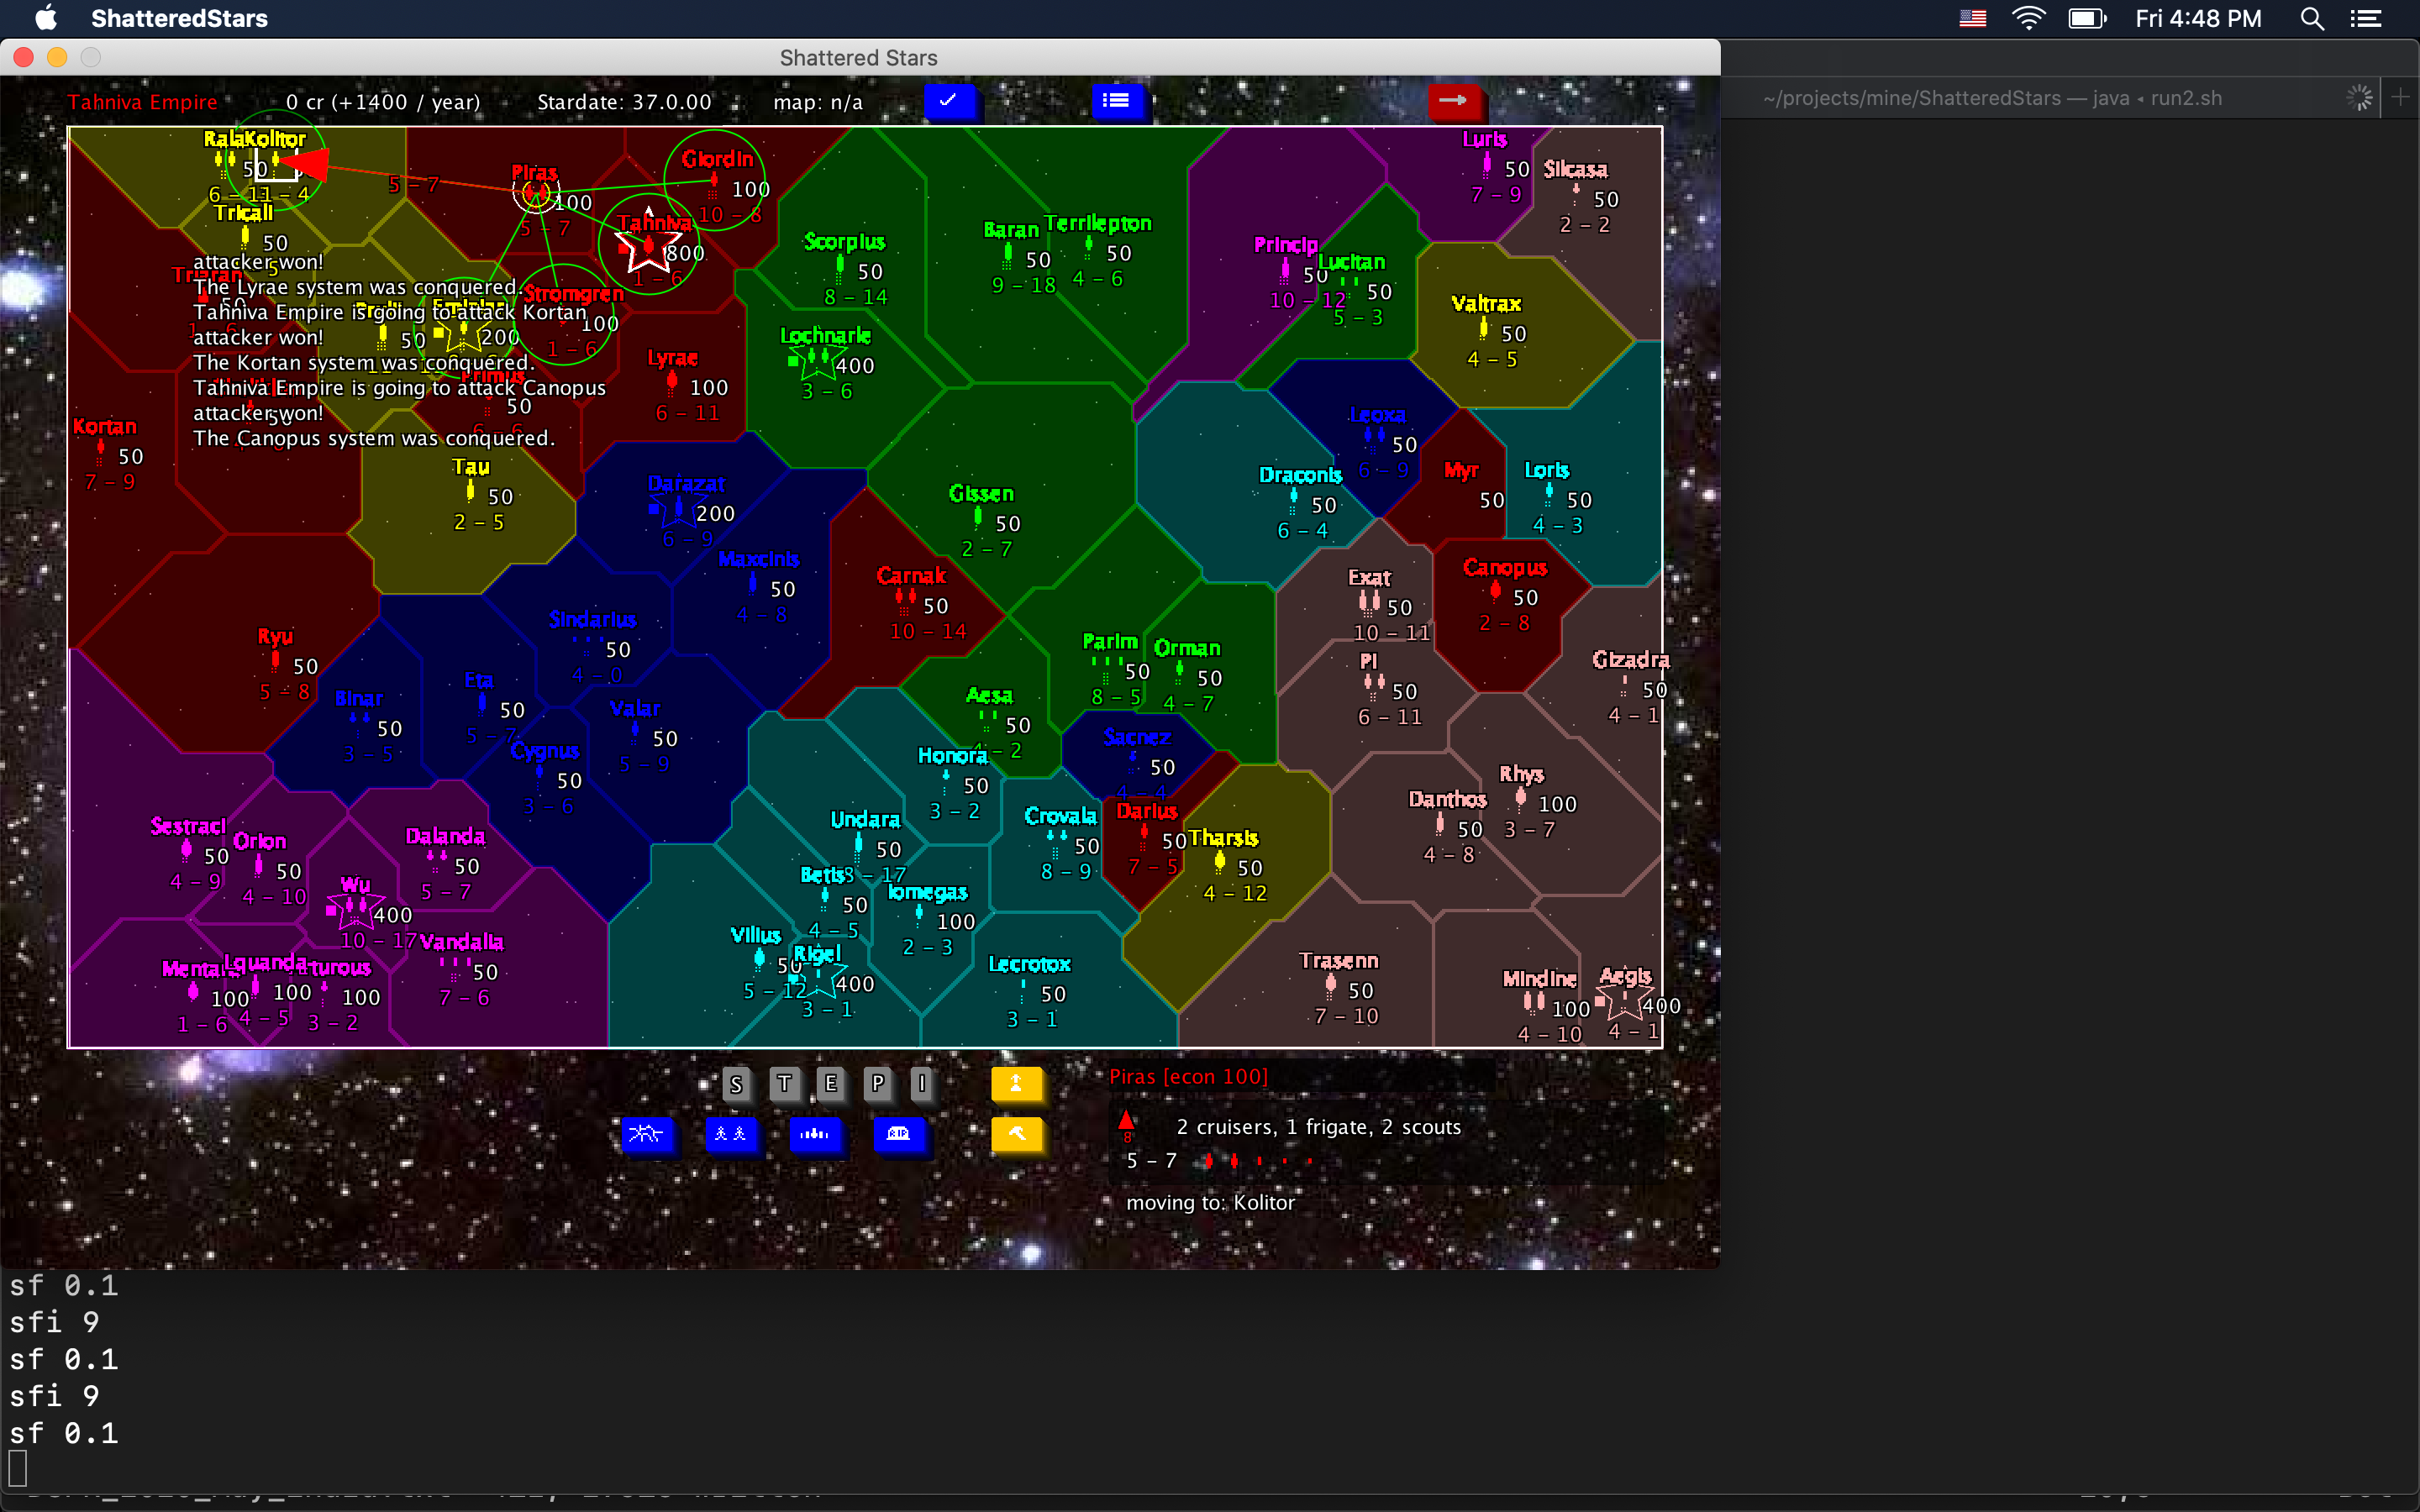 ShatteredStars
Fri 4:48 PM
Shattered Stars
~/projects/mine/ShatteredStars — java ◂ run2.sh
Tahniva Empire
0 cr (+1400 / year)
Stardate: 37.0.00
map: n/a
Kolitor
50
6 – 11 – 4
Tricali
50
5 – 7
Piras
100
5 – 7
Giordin
100
10 – 8
Tahniva
800
1 – 6
Stromgren
100
1 – 6
attacker won!
The Lyrae system was conquered.
Tahniva Empire is going to attack Kortan
attacker won!
The Kortan system was conquered.
Tahniva Empire is going to attack Canopus
attacker won!
The Canopus system was conquered.
50
200
50
Lyrae
100
6 – 11
Kortan
50
7 – 9
Tau
50
2 – 5
Scorpius
50
8 – 14
Lochnarie
400
3 – 6
Baran
50
9 – 18
Terrilepton
50
4 – 6
Princip
50
10 – 12
Lucitan
50
5 – 3
Luris
50
7 – 9
Silcasa
50
2 – 2
Valtrax
50
4 – 5
Leoxa
50
6 – 9
Myr
50
Loris
50
4 – 3
Draconis
50
6 – 4
Darazat
200
6 – 9
Maxcinis
50
4 – 8
Gissen
50
2 – 7
Carnak
50
10 – 14
Exat
50
10 – 11
Canopus
50
2 – 8
Pi
50
6 – 11
Gizadra
50
4 – 1
Ryu
50
5 – 8
Sindarius
50
4 – 0
Binar
50
3 – 5
Eta
50
5 – 7
Valar
50
5 – 9
Cygnus
50
3 – 6
Parim
50
8 – 5
Orman
50
4 – 7
Aesa
50
– 2
Sacnez
50
4 – 4
Honora
50
3 – 2
Crovala
50
8 – 9
Darius
50
7 – 5
Tharsis
50
4 – 12
Danthos
50
4 – 8
Rhys
100
3 – 7
Undara
50
8 – 17
Betis
50
4 – 5
Iomegas
100
2 – 3
Villus
50
5 – 12
Rigel
400
3 – 1
Lecrotox
50
3 – 1
Trasenn
50
7 – 10
Mindine
100
4 – 10
Aegis
400
4 – 1
Sestraci
50
4 – 9
Orion
50
4 – 10
Dalanda
50
5 – 7
Wu
400
10 – 17
Vandalia
50
7 – 6
100
1 – 6
100
4 – 5
100
3 – 2
S T E P I
RIP
Piras [econ 100]
8
2 cruisers, 1 frigate, 2 scouts
5 – 7
moving to: Kolitor
sf 0.1
sfi 9
sf 0.1
sfi 9
sf 0.1